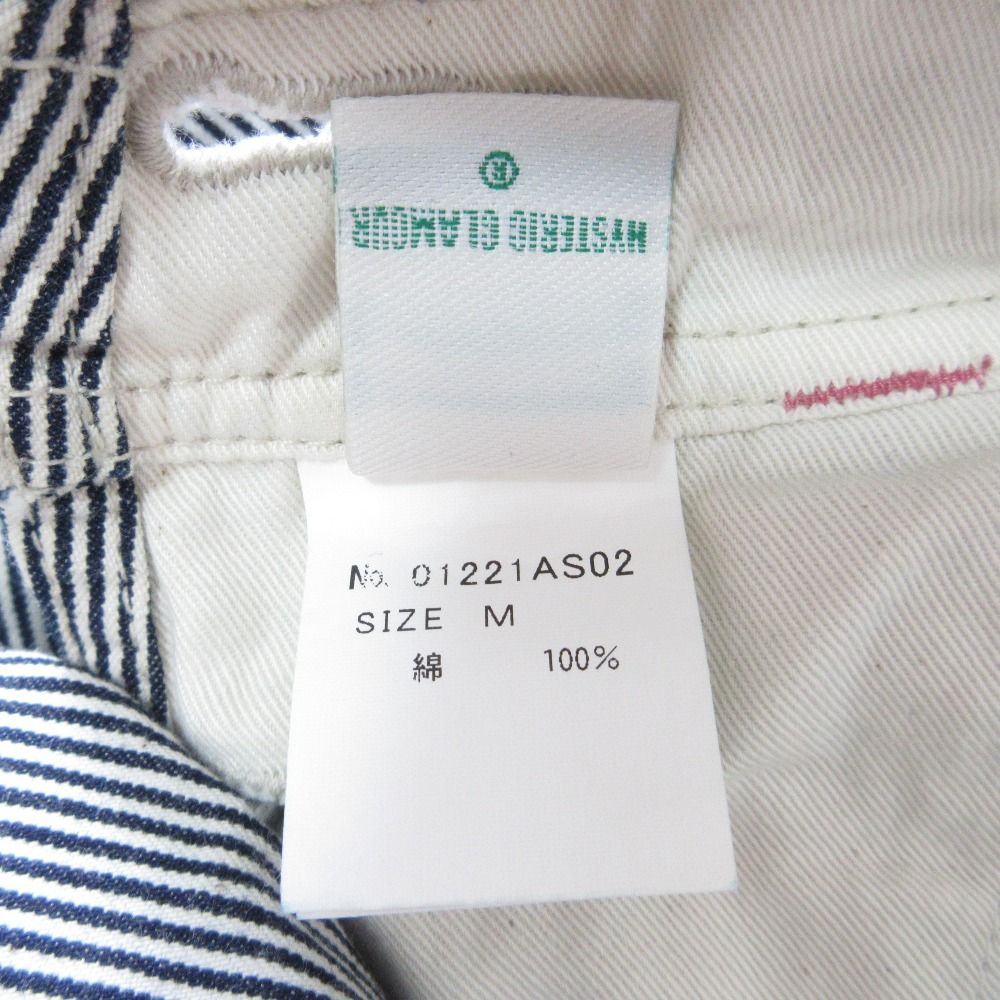 ®
HYSTERIC GLAMOUR
No. 01221AS02
SIZE M
綿 100%